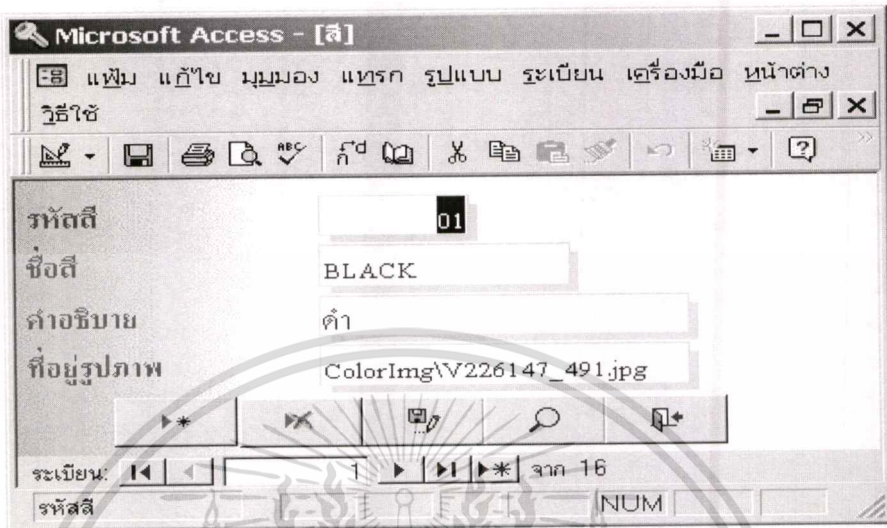 Microsoft Access - [สี]
แฟ้ม แก้ไข มุมมอง แทรก รูปแบบ ระเบียน เครื่องมือ หน้าต่าง
วิธีใช้
ABC
รหัสสี 01
ชื่อสี BLACK
คำอธิบาย ดำ
ที่อยู่รูปภาพ ColorImg\V226147_491.jpg
ระเบียน: 1 จาก 16
รหัสสี NUM